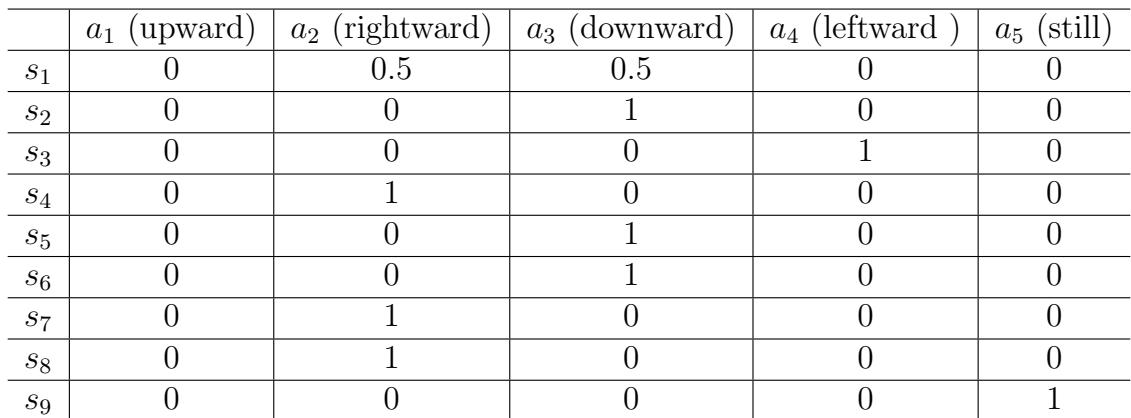 a₁ (upward) a₂ (rightward) a₃ (downward) a₄ (leftward ) a₅ (still)
s₁ 0 0.5 0.5 0 0
s₂ 0 0 1 0 0
s₃ 0 0 0 1 0
s₄ 0 1 0 0 0
s₅ 0 0 1 0 0
s₆ 0 0 1 0 0
s₇ 0 1 0 0 0
s₈ 0 1 0 0 0
s₉ 0 0 0 0 1